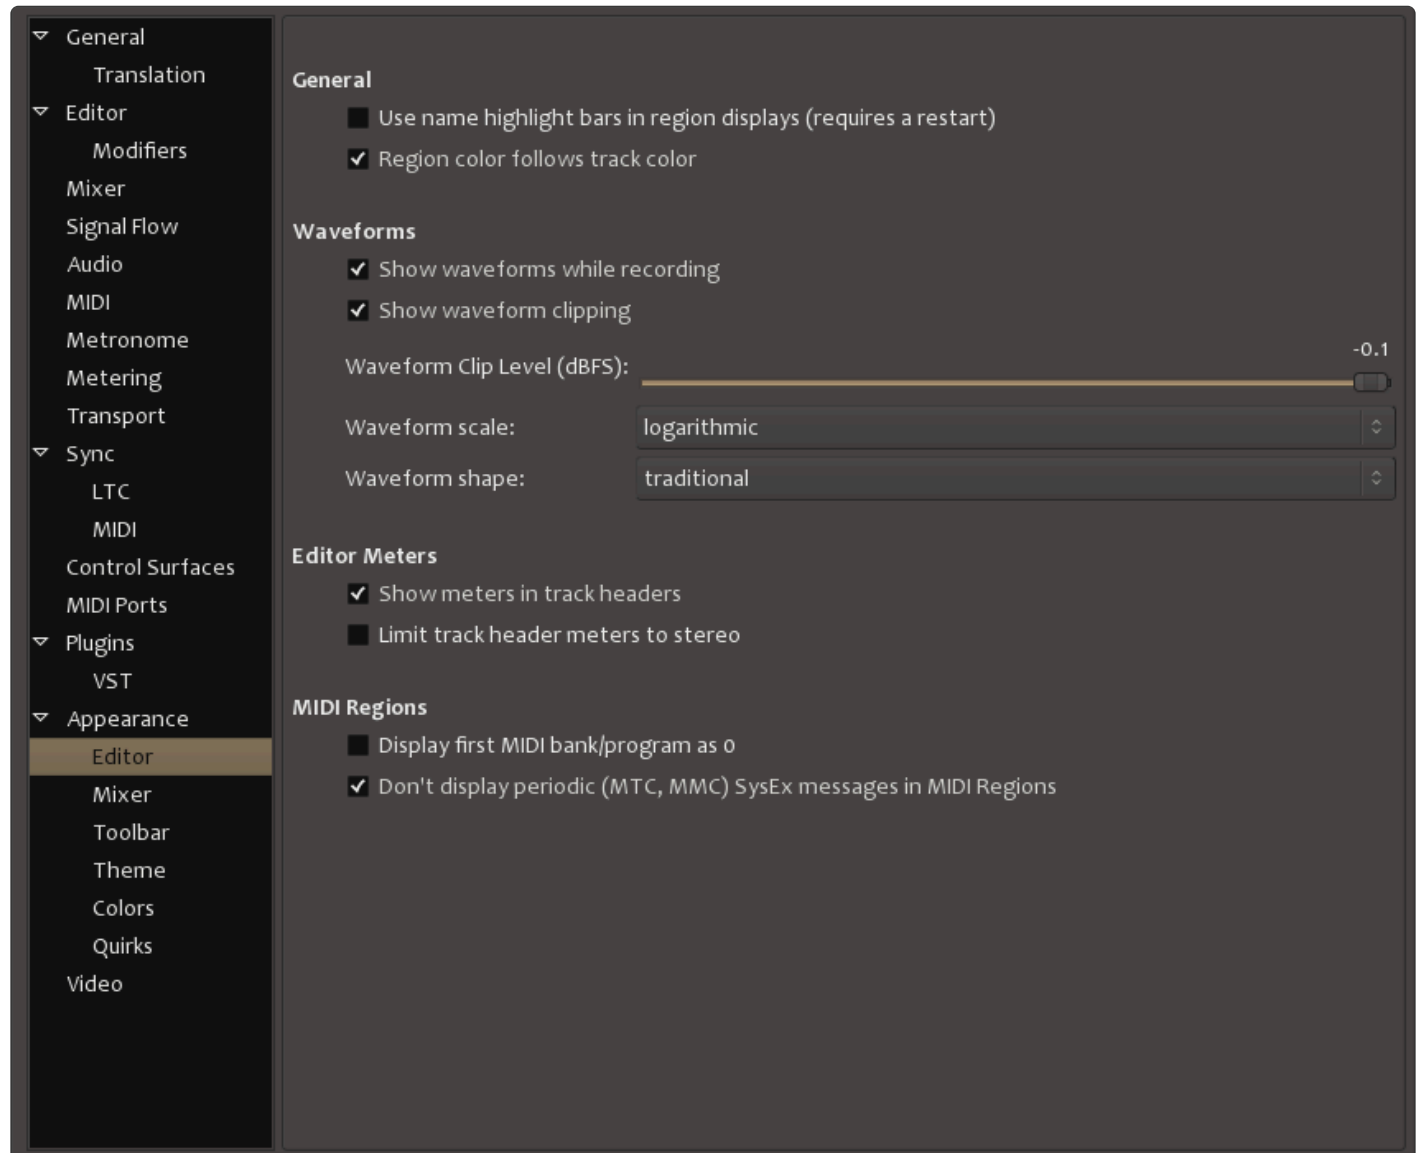 General
Translation
Editor
Modifiers
Mixer
Signal Flow
Audio
MIDI
Metronome
Metering
Transport
Sync
LTC
MIDI
Control Surfaces
MIDI Ports
Plugins
VST
Appearance
Editor
Mixer
Toolbar
Theme
Colors
Quirks
Video
General
Use name highlight bars in region displays (requires a restart)
Region color follows track color
Waveforms
Show waveforms while recording
Show waveform clipping
-0.1
Waveform Clip Level (dBFS):
Waveform scale: logarithmic
Waveform shape: traditional
Editor Meters
Show meters in track headers
Limit track header meters to stereo
MIDI Regions
Display first MIDI bank/program as 0
Don't display periodic (MTC, MMC) SysEx messages in MIDI Regions